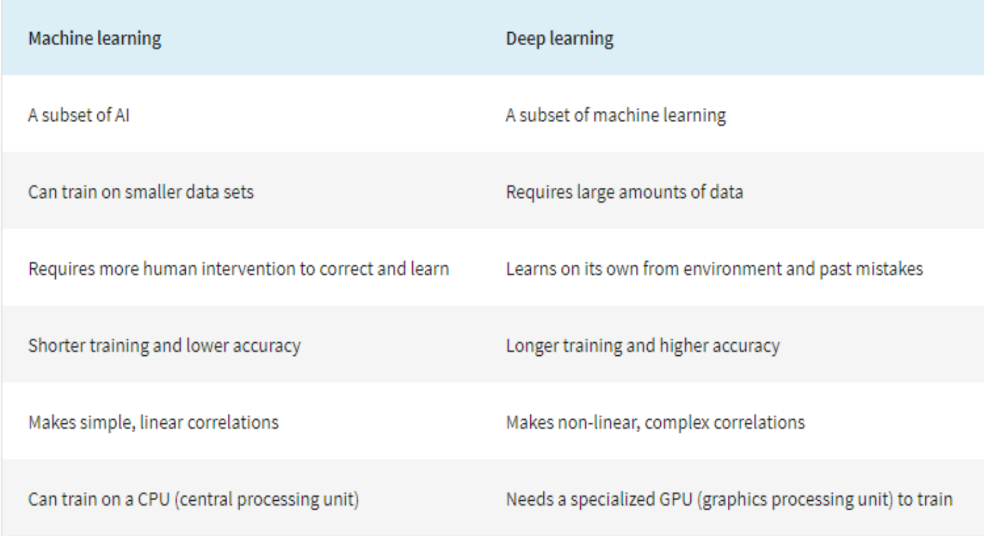 Machine learning Deep learning
A subset of AI A subset of machine learning
Can train on smaller data sets Requires large amounts of data
Requires more human intervention to correct and learn Learns on its own from environment and past mistakes
Shorter training and lower accuracy Longer training and higher accuracy
Makes simple, linear correlations Makes non-linear, complex correlations
Can train on a CPU (central processing unit) Needs a specialized GPU (graphics processing unit) to train